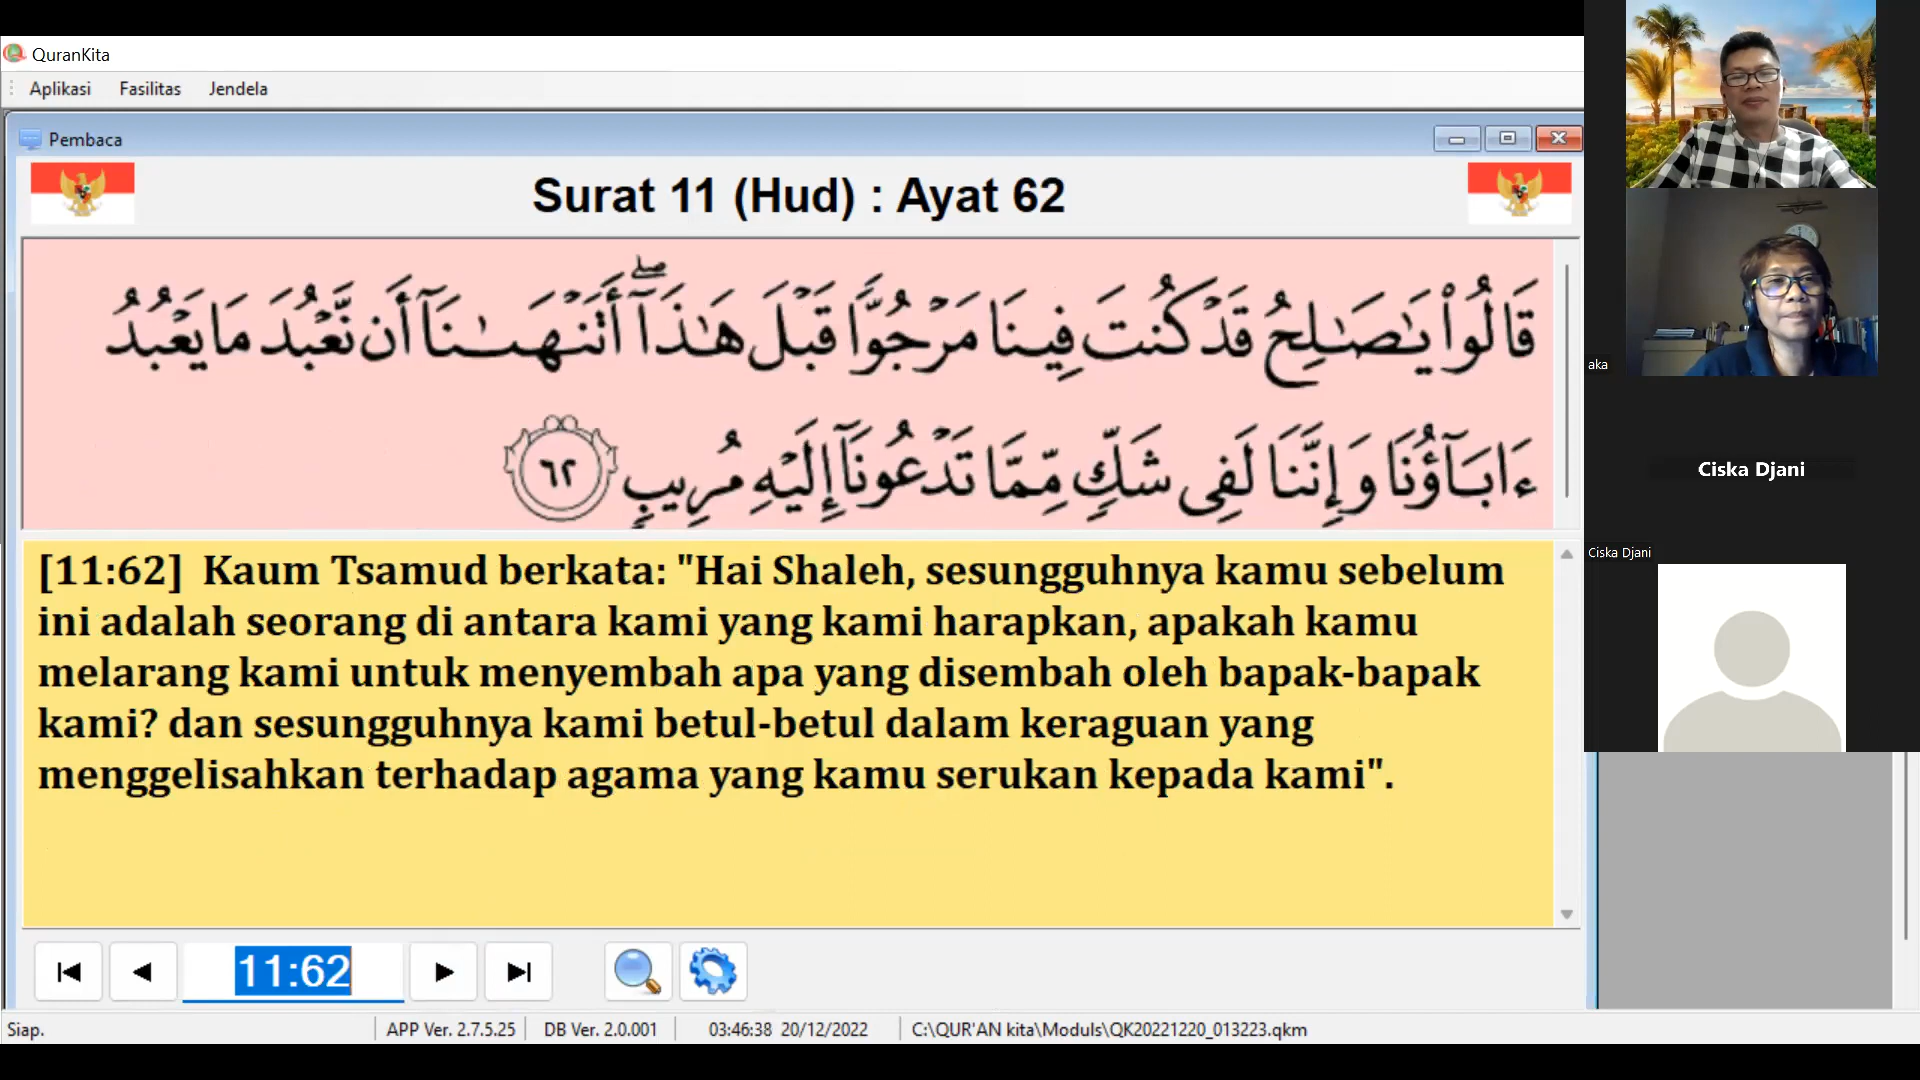 QuranKita
Aplikasi Fasilitas Jendela
Pembaca
Surat 11 (Hud) : Ayat 62
قَالُوا۟ يَـٰصَـٰلِحُ قَدْ كُنتَ فِينَا مَرْجُوًّا قَبْلَ هَـٰذَآ ۖ أَتَنْهَىٰنَآ أَن نَّعْبُدَ مَا يَعْبُدُ
ءَابَآؤُنَا وَإِنَّنَا لَفِى شَكٍّ مِّمَّا تَدْعُونَآ إِلَيْهِ مُرِيبٍ ٦٢
[11:62] Kaum Tsamud berkata: "Hai Shaleh, sesungguhnya kamu sebelum
ini adalah seorang di antara kami yang kami harapkan, apakah kamu
melarang kami untuk menyembah apa yang disembah oleh bapak-bapak
kami? dan sesungguhnya kami betul-betul dalam keraguan yang
menggelisahkan terhadap agama yang kamu serukan kepada kami".
11:62
Siap. APP Ver. 2.7.5.25 DB Ver. 2.0.001 03:46:38 20/12/2022 C:\QUR'AN kita\Moduls\QK20221220_013223.qkm
aka
Ciska Djani
Ciska Djani